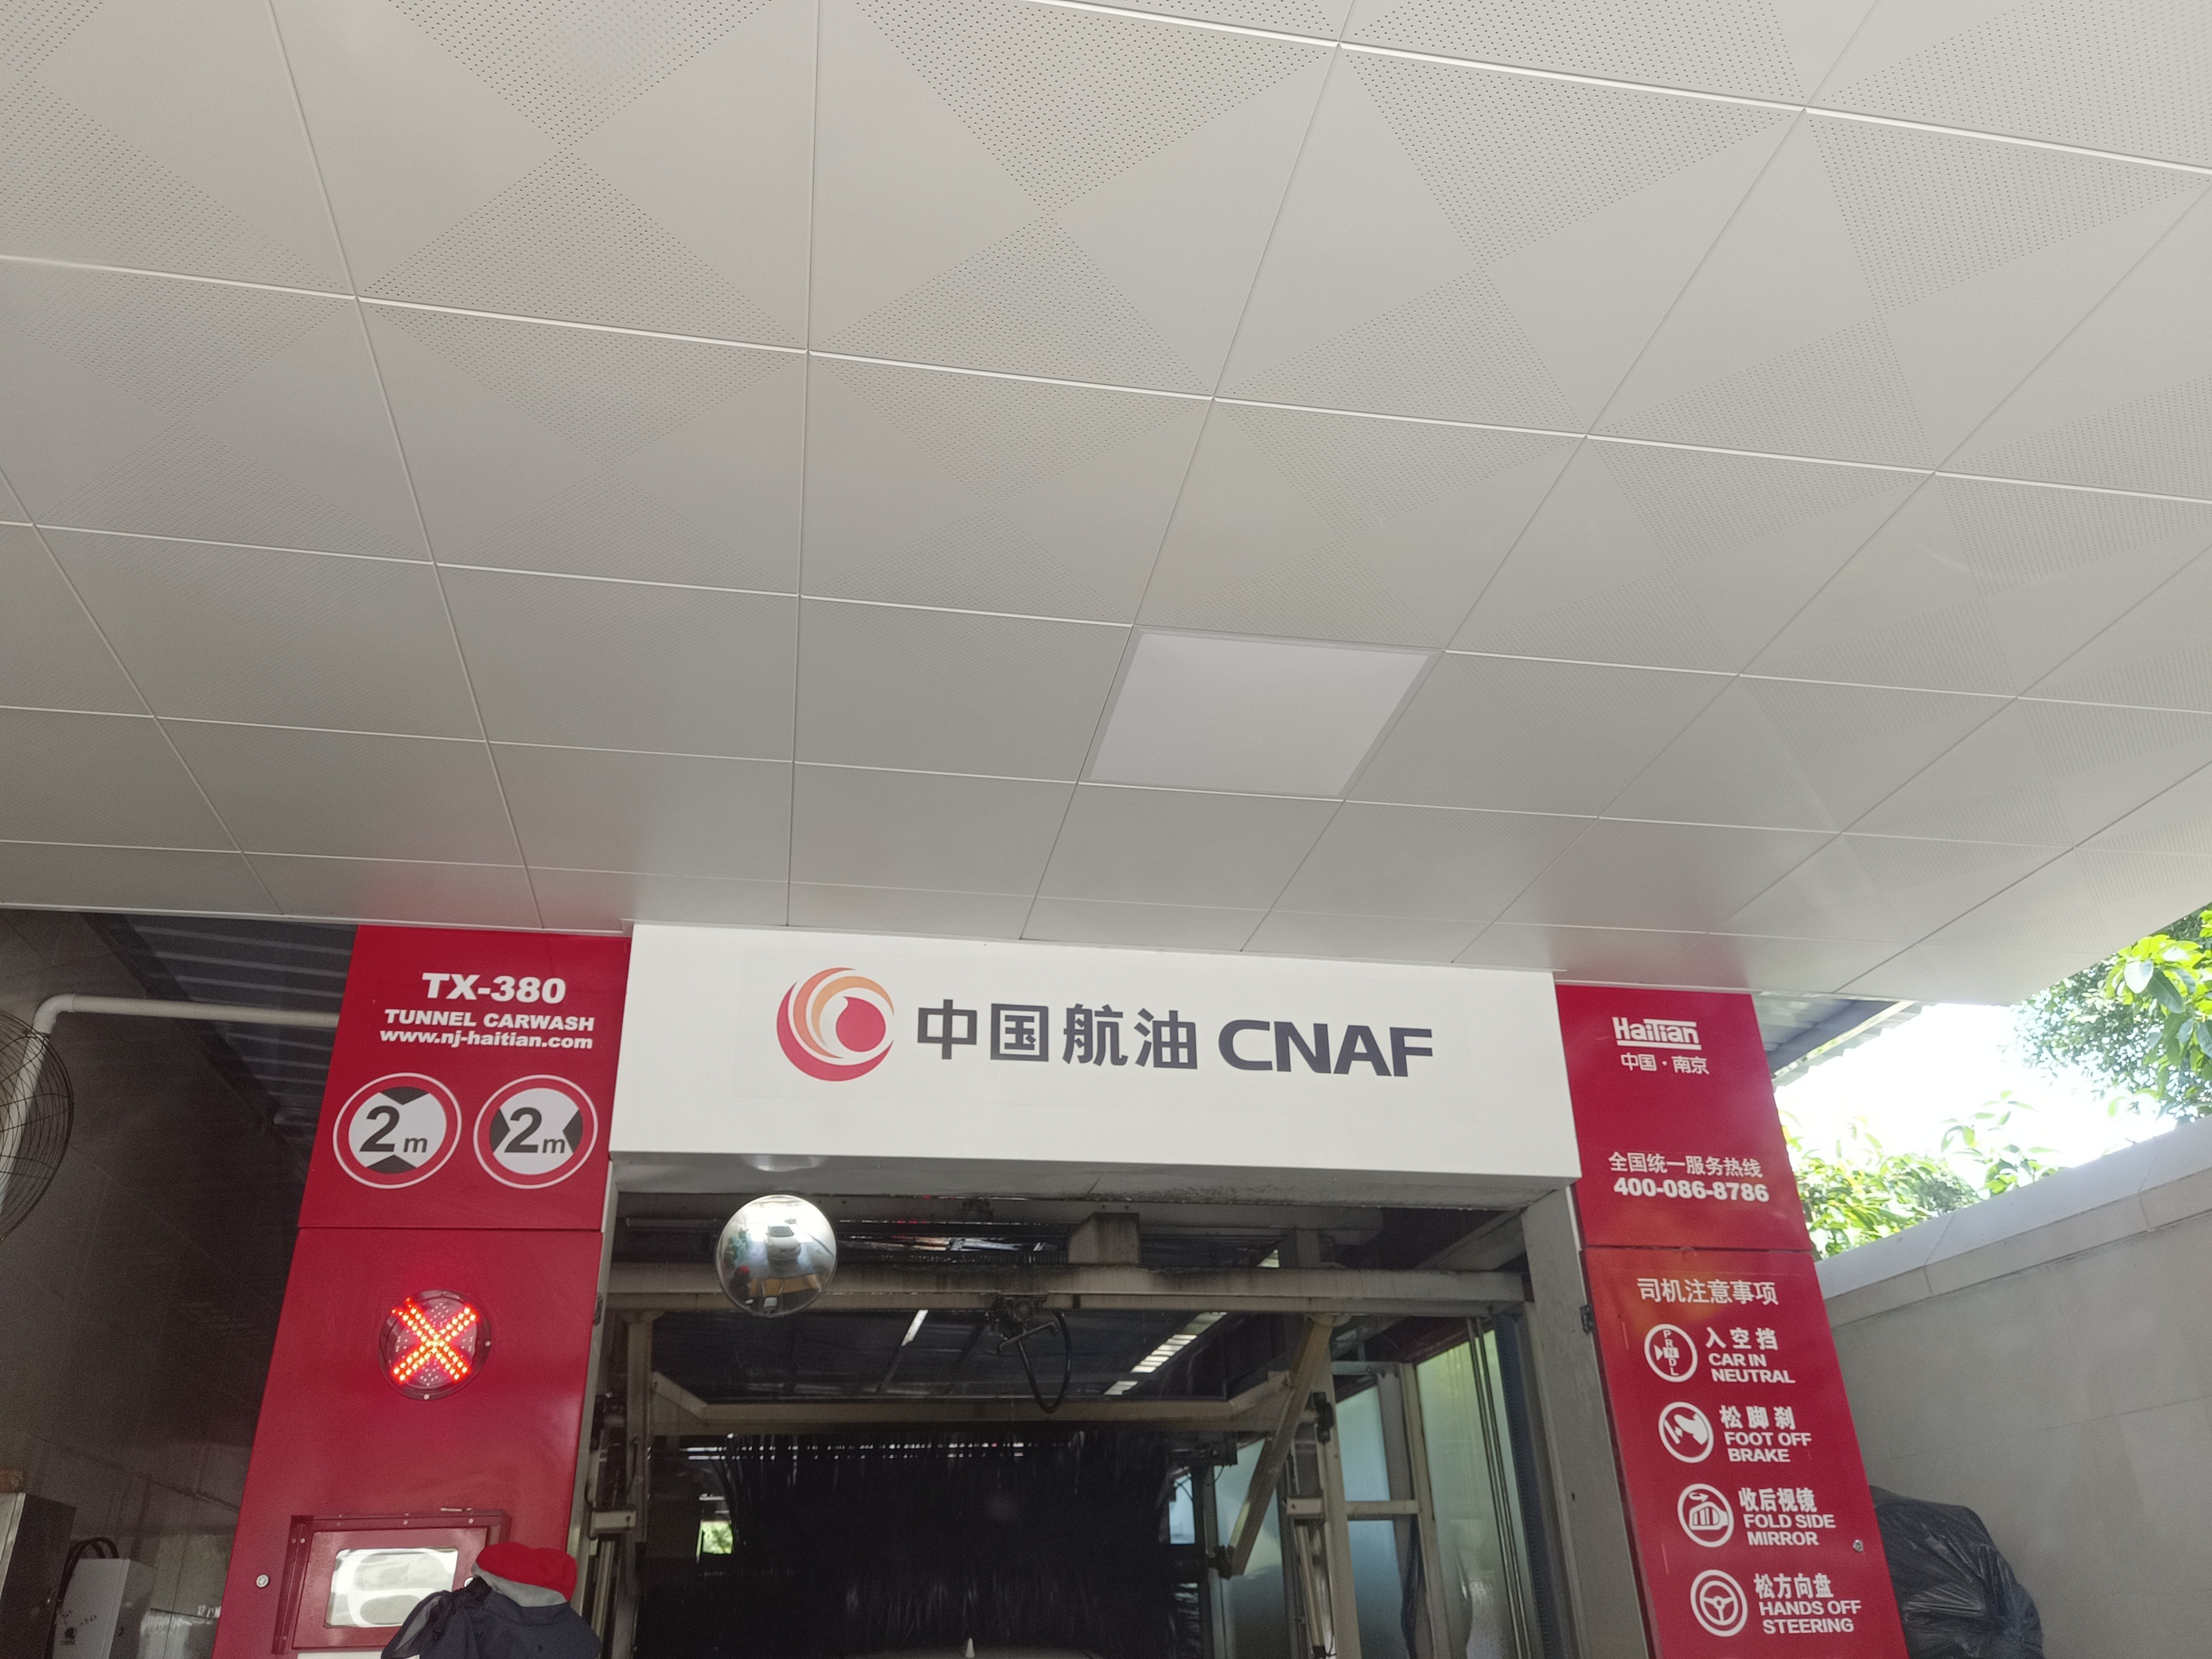 TX-380
TUNNEL CARWASH
www.nj-haitian.com
2m
2m
中国航油 CNAF
HaiTian
中国·南京
全国统一服务热线
400-086-8786
司机注意事项
P
R
N
D
L
入空挡
CAR IN
NEUTRAL
松脚刹
FOOT OFF
BRAKE
收后视镜
FOLD SIDE
MIRROR
松方向盘
HANDS OFF
STEERING